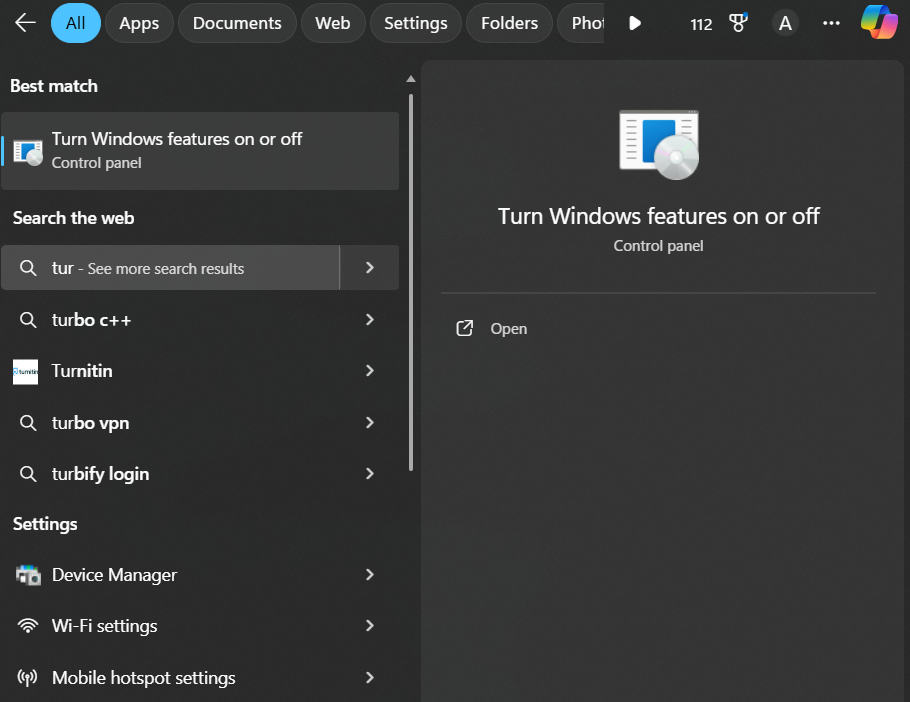 All Apps Documents Web Settings Folders Phot 112 A
Best match
Turn Windows features on or off
Control panel
Search the web
tur - See more search results
turbo c++
turnitin
Turnitin
turbo vpn
turbify login
Settings
Device Manager
Wi-Fi settings
Mobile hotspot settings
Turn Windows features on or off
Control panel
Open